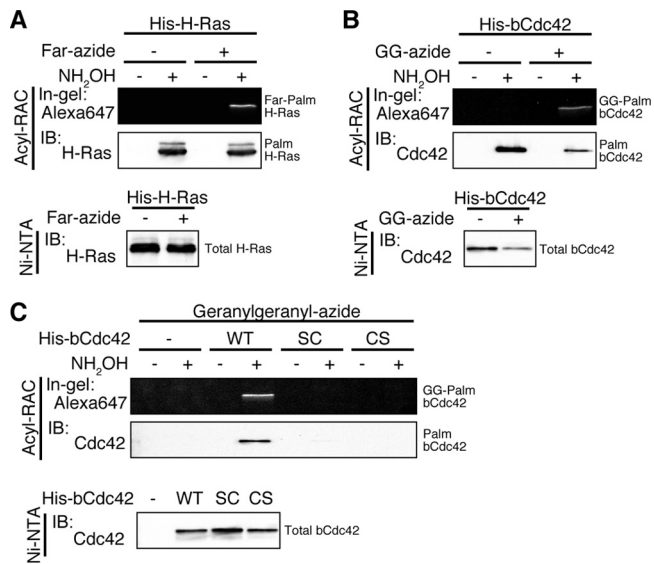 A
His-H-Ras
Far-azide - +
NH2OH - + - +
Acyl-RAC
In-gel: Alexa647
Far-Palm H-Ras
IB: H-Ras
Palm H-Ras
His-H-Ras
Far-azide - +
Ni-NTA
IB: H-Ras
Total H-Ras
B
His-bCdc42
GG-azide - +
NH2OH - + - +
Acyl-RAC
In-gel: Alexa647
GG-Palm bCdc42
IB: Cdc42
Palm bCdc42
His-bCdc42
GG-azide - +
Ni-NTA
IB: Cdc42
Total bCdc42
C
Geranylgeranyl-azide
His-bCdc42 - WT SC CS
NH2OH - + - + - + - +
Acyl-RAC
In-gel: Alexa647
GG-Palm bCdc42
IB: Cdc42
Palm bCdc42
His-bCdc42 - WT SC CS
Ni-NTA
IB: Cdc42
Total bCdc42